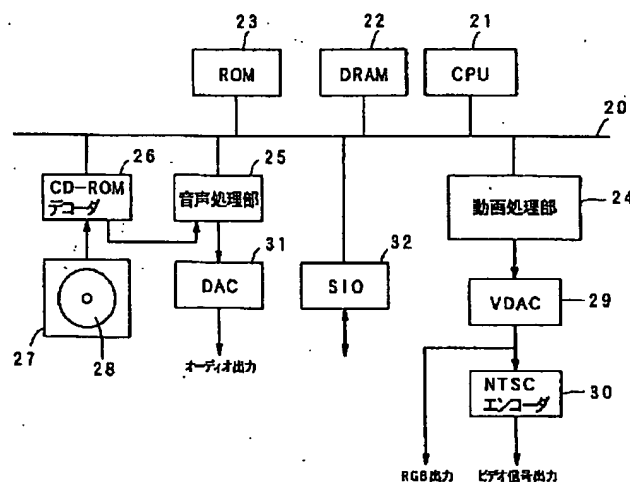 23
22
21
ROM
DRAM
CPU
20
26
25
CD-ROM
デコーダ
音声処理部
動画処理部
24
31
32
DAC
SIO
VDAC
29
27
28
オーディオ出力
NTSC
エンコーダ
30
RGB出力
ビデオ信号出力